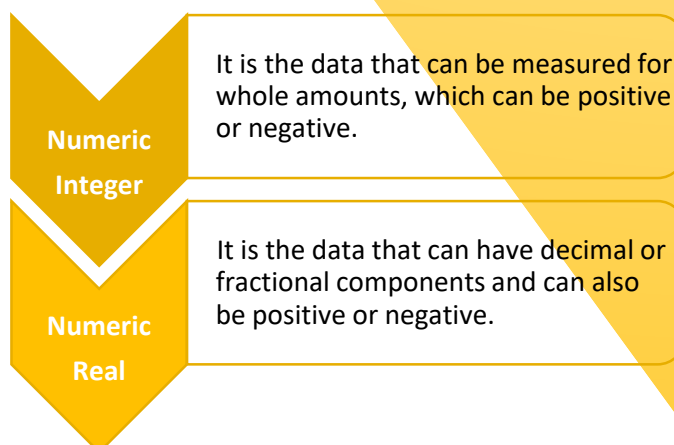 Numeric
Integer
It is the data that can be measured for
whole amounts, which can be positive
or negative.
Numeric
Real
It is the data that can have decimal or
fractional components and can also
be positive or negative.